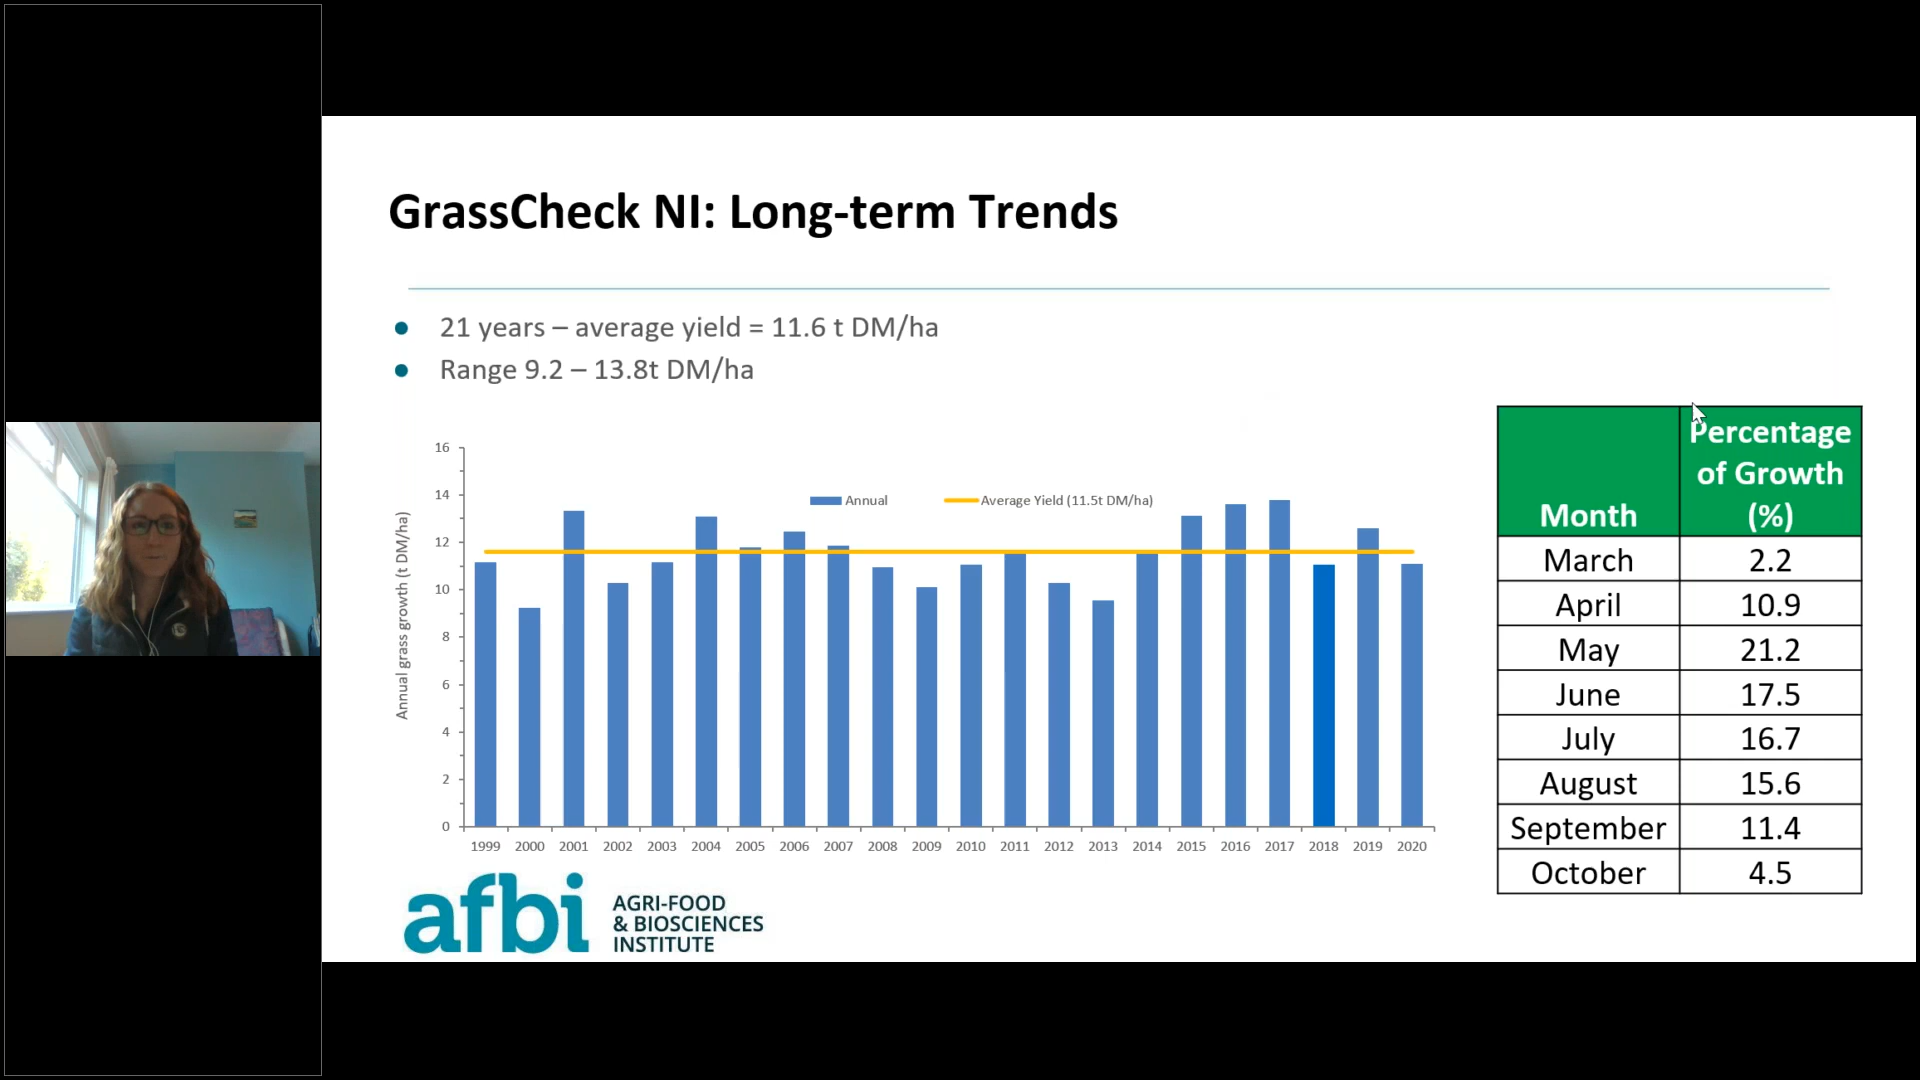 GrassCheck NI: Long-term Trends
21 years – average yield = 11.6 t DM/ha
Range 9.2 – 13.8t DM/ha
Annual grass growth (t DM/ha)
16
14
12
10
8
6
4
2
0
Annual
Average Yield (11.5t DM/ha)
1999 2000 2001 2002 2003 2004 2005 2006 2007 2008 2009 2010 2011 2012 2013 2014 2015 2016 2017 2018 2019 2020
Month Percentage
of Growth
(%)
March 2.2
April 10.9
May 21.2
June 17.5
July 16.7
August 15.6
September 11.4
October 4.5
afbi
AGRI-FOOD
& BIOSCIENCES
INSTITUTE